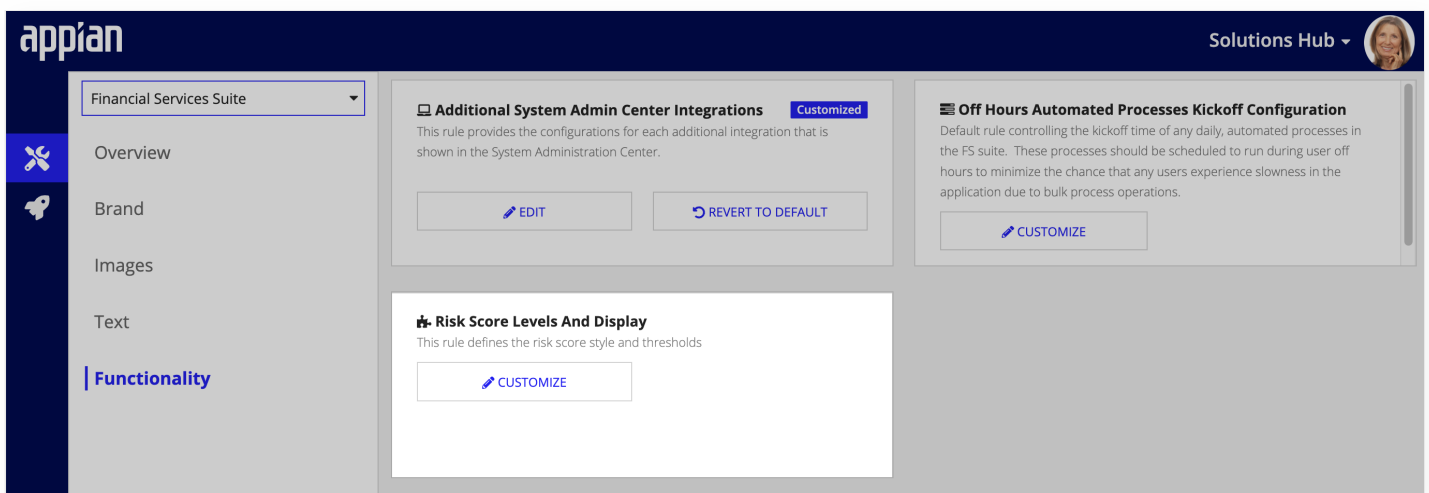 appian
Solutions Hub
Financial Services Suite
Overview
Brand
Images
Text
Functionality
Additional System Admin Center Integrations
Customized
This rule provides the configurations for each additional integration that is
shown in the System Administration Center.
EDIT
REVERT TO DEFAULT
Off Hours Automated Processes Kickoff Configuration
Default rule controlling the kickoff time of any daily, automated processes in
the FS suite. These processes should be scheduled to run during user off
hours to minimize the chance that any users experience slowness in the
application due to bulk process operations.
CUSTOMIZE
Risk Score Levels And Display
This rule defines the risk score style and thresholds
CUSTOMIZE